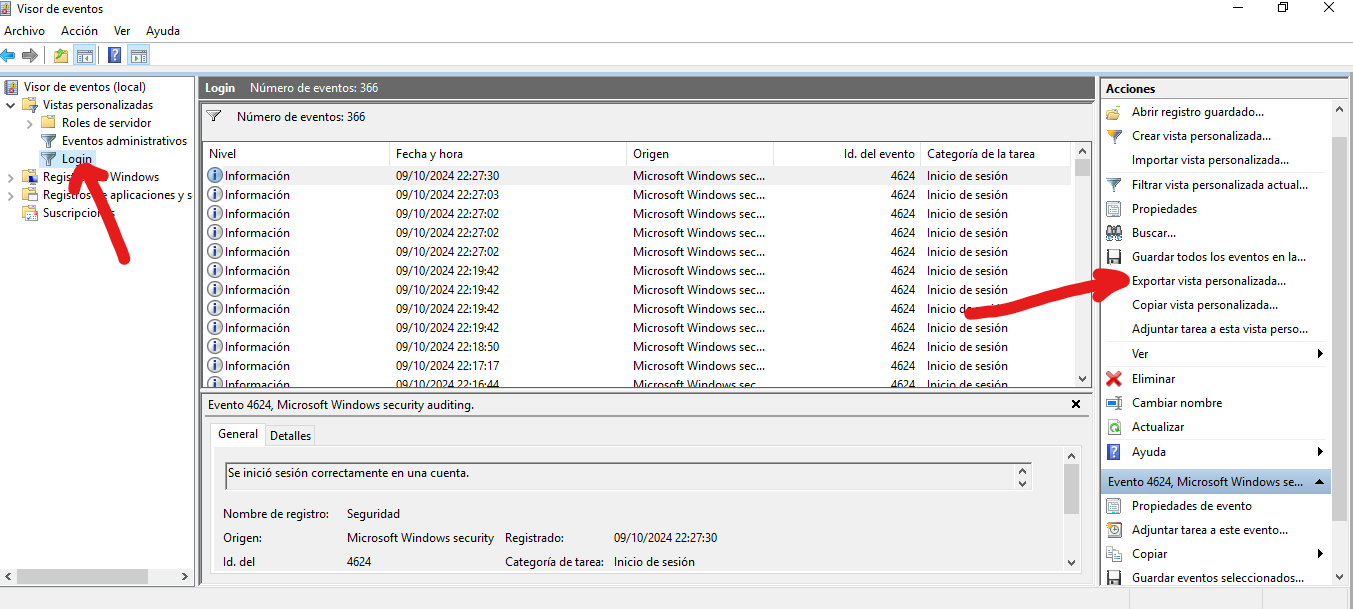 Visor de eventos
Archivo Acción Ver Ayuda
Visor de eventos (local)
Vistas personalizadas
Roles de servidor
Eventos administrativos
Login
Windows
Registros de aplicaciones y s
Suscripciones
Login Número de eventos: 366
Número de eventos: 366
Nivel Fecha y hora Origen Id. del evento Categoría de la tarea
Información 09/10/2024 22:27:30 Microsoft Windows sec... 4624 Inicio de sesión
Información 09/10/2024 22:27:03 Microsoft Windows sec... 4624 Inicio de sesión
Información 09/10/2024 22:27:02 Microsoft Windows sec... 4624 Inicio de sesión
Información 09/10/2024 22:27:02 Microsoft Windows sec... 4624 Inicio de sesión
Información 09/10/2024 22:27:02 Microsoft Windows sec... 4624 Inicio de sesión
Información 09/10/2024 22:19:42 Microsoft Windows sec... 4624 Inicio de sesión
Información 09/10/2024 22:19:42 Microsoft Windows sec... 4624 Inicio de sesión
Información 09/10/2024 22:19:42 Microsoft Windows sec... 4624 Inicio de sesión
Información 09/10/2024 22:19:42 Microsoft Windows sec... 4624 Inicio de sesión
Información 09/10/2024 22:18:50 Microsoft Windows sec... 4624 Inicio de sesión
Información 09/10/2024 22:17:17 Microsoft Windows sec... 4624 Inicio de sesión
Información 09/10/2024 22:16:44 Microsoft Windows sec... 4624 Inicio de sesión
Evento 4624, Microsoft Windows security auditing.
General Detalles
Se inició sesión correctamente en una cuenta.
Nombre de registro: Seguridad
Origen: Microsoft Windows security Registrado: 09/10/2024 22:27:30
Id. del 4624 Categoría de tarea: Inicio de sesión
Acciones
Abrir registro guardado...
Crear vista personalizada...
Importar vista personalizada...
Filtrar vista personalizada actual...
Propiedades
Buscar...
Guardar todos los eventos en la...
Exportar vista personalizada...
Copiar vista personalizada...
Adjuntar tarea a esta vista perso...
Ver
Eliminar
Cambiar nombre
Actualizar
Ayuda
Evento 4624, Microsoft Windows se...
Propiedades de evento
Adjuntar tarea a este evento...
Copiar
Guardar eventos seleccionados...